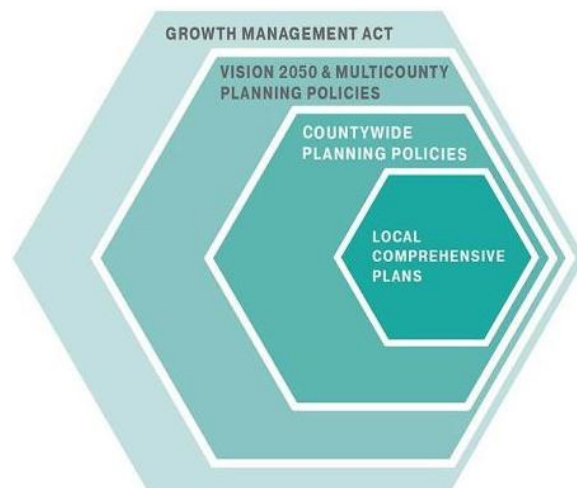 GROWTH MANAGEMENT ACT
VISION 2050 & MULTICOUNTY
PLANNING POLICIES
COUNTYWIDE
PLANNING POLICIES
LOCAL
COMPREHENSIVE
PLANS